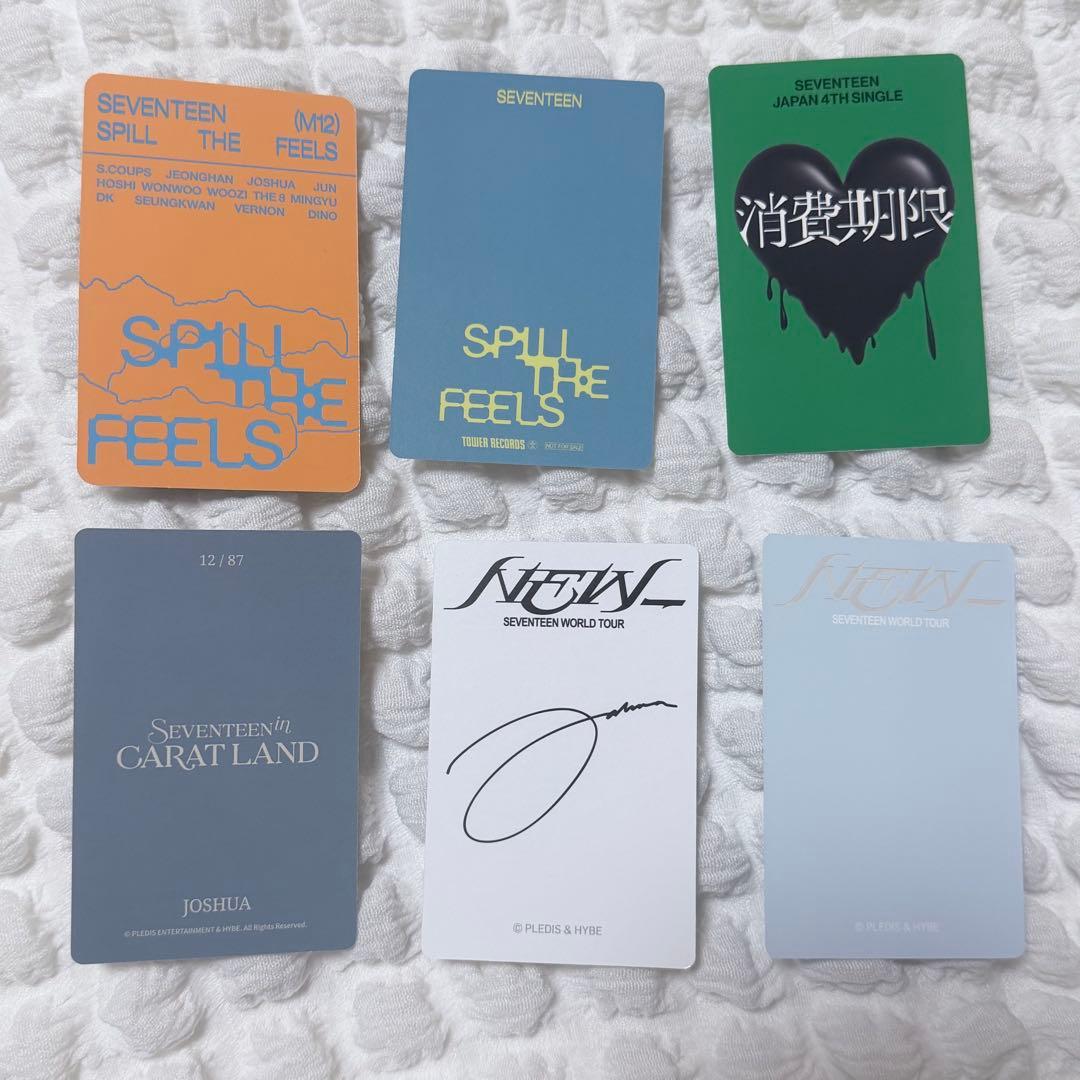 SEVENTEEN (M12)
SPILL THE FEELS
S.COUPS JEONGHAN JOSHUA JUN
HOSHI WONWOO WOOZI THE 8 MINGYU
DK SEUNGKWAN VERNON DINO
SPILL
THE
FEELS
SEVENTEEN
SPILL
THE
FEELS
TOWER RECORDS NOT FOR SALE
SEVENTEEN
JAPAN 4TH SINGLE
消費期限
12 / 87
SEVENTEEN in
CARAT LAND
JOSHUA
© PLEDIS ENTERTAINMENT & HYBE. All Rights Reserved.
NEW_
SEVENTEEN WORLD TOUR
Joshua
© PLEDIS & HYBE
NEW_
SEVENTEEN WORLD TOUR
© PLEDIS & HYBE